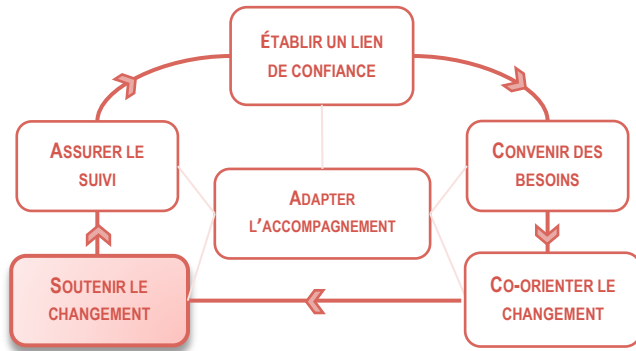 ÉTABLIR UN LIEN
DE CONFIANCE
ASSURER LE
SUIVI
CONVENIR DES
BESOINS
ADAPTER
L'ACCOMPAGNEMENT
SOUTENIR LE
CHANGEMENT
CO-ORIENTER LE
CHANGEMENT